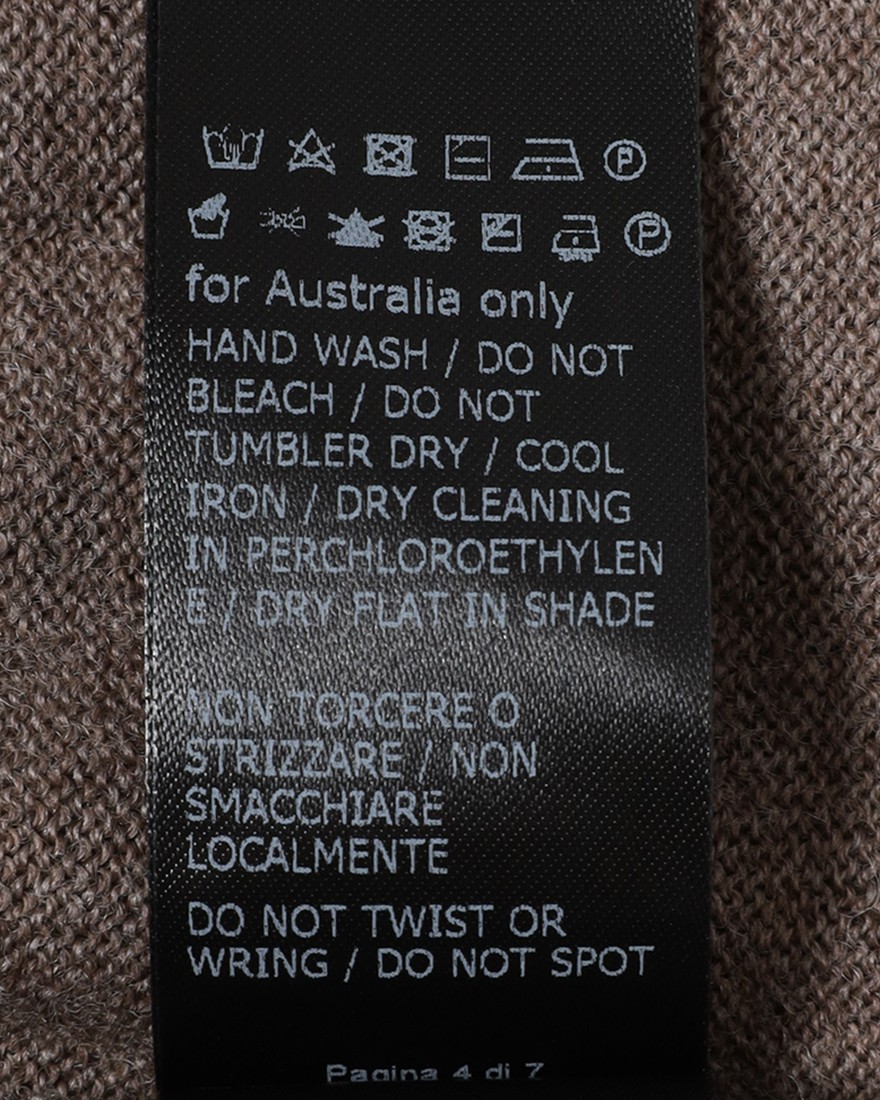 P
P
for Australia only
HAND WASH / DO NOT
BLEACH / DO NOT
TUMBLER DRY / COOL
IRON / DRY CLEANING
IN PERCHLOROETHYLEN
E / DRY FLAT IN SHADE
NON TORCERE O
STRIZZARE / NON
SMACCHIARE
LOCALMENTE
DO NOT TWIST OR
WRING / DO NOT SPOT
Pagina 4 di 7